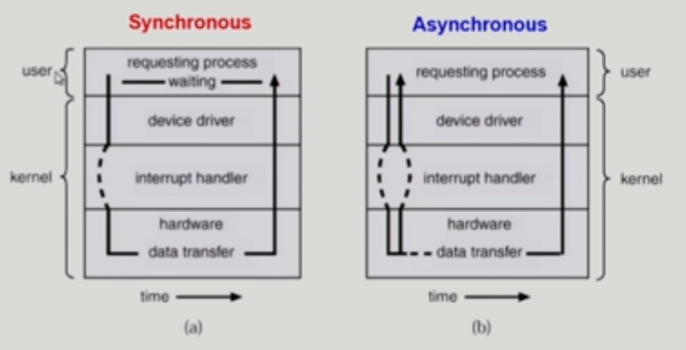 Synchronous
requesting process
waiting
user
device driver
kernel
interrupt handler
hardware
data transfer
time
(a)
Asynchronous
requesting process
user
device driver
interrupt handler
kernel
hardware
data transfer
time
(b)